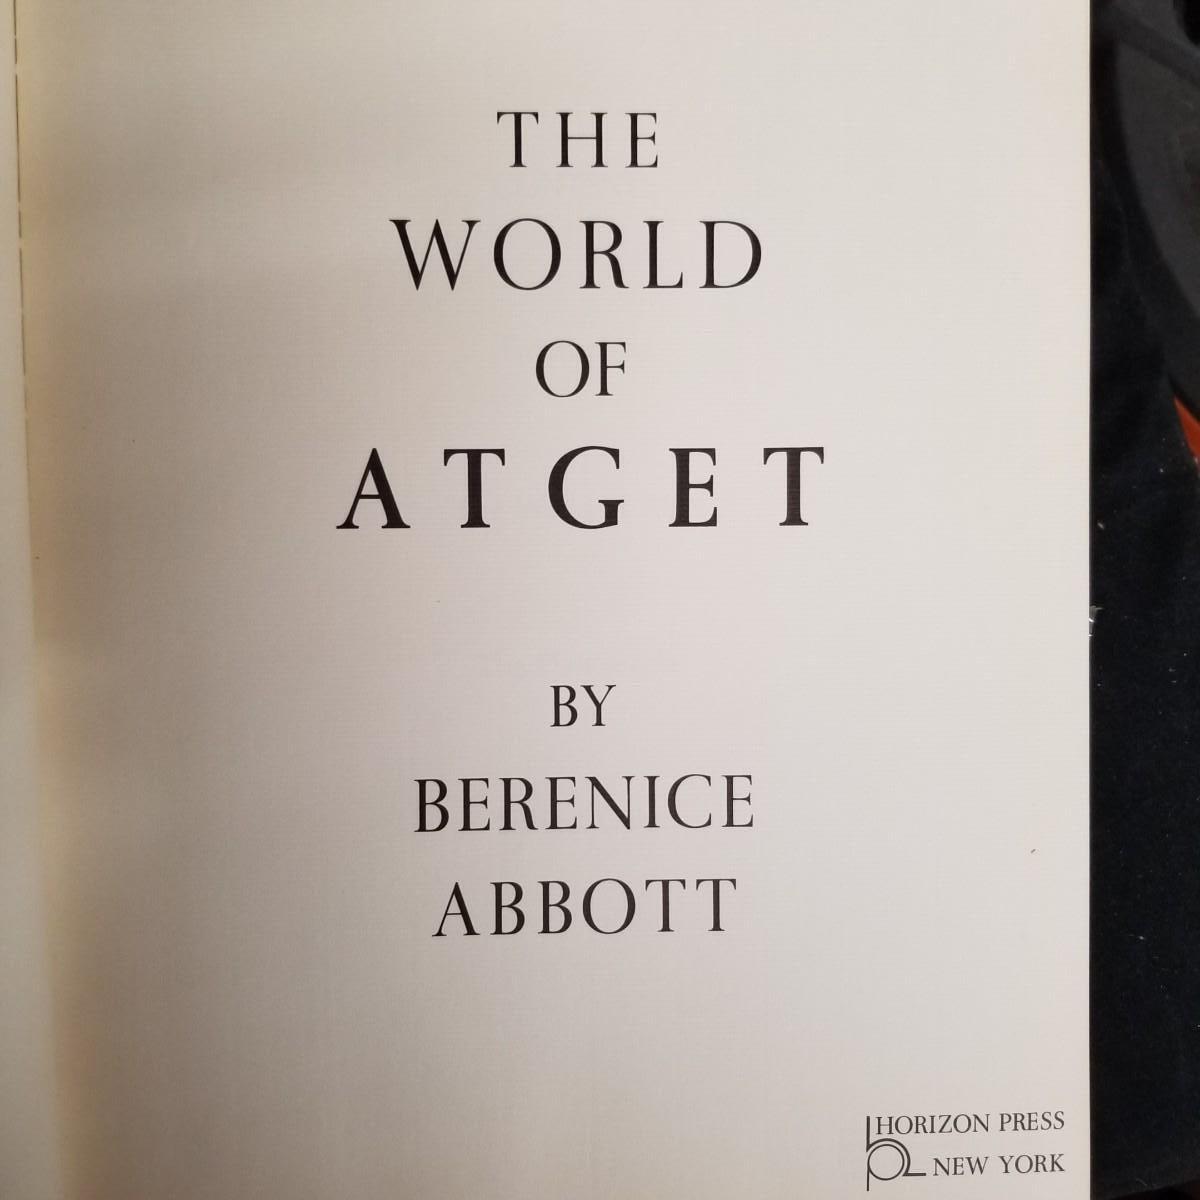 THE
WORLD
OF
ATGET
BY
BERENICE
ABBOTT
HORIZON PRESS
NEW YORK